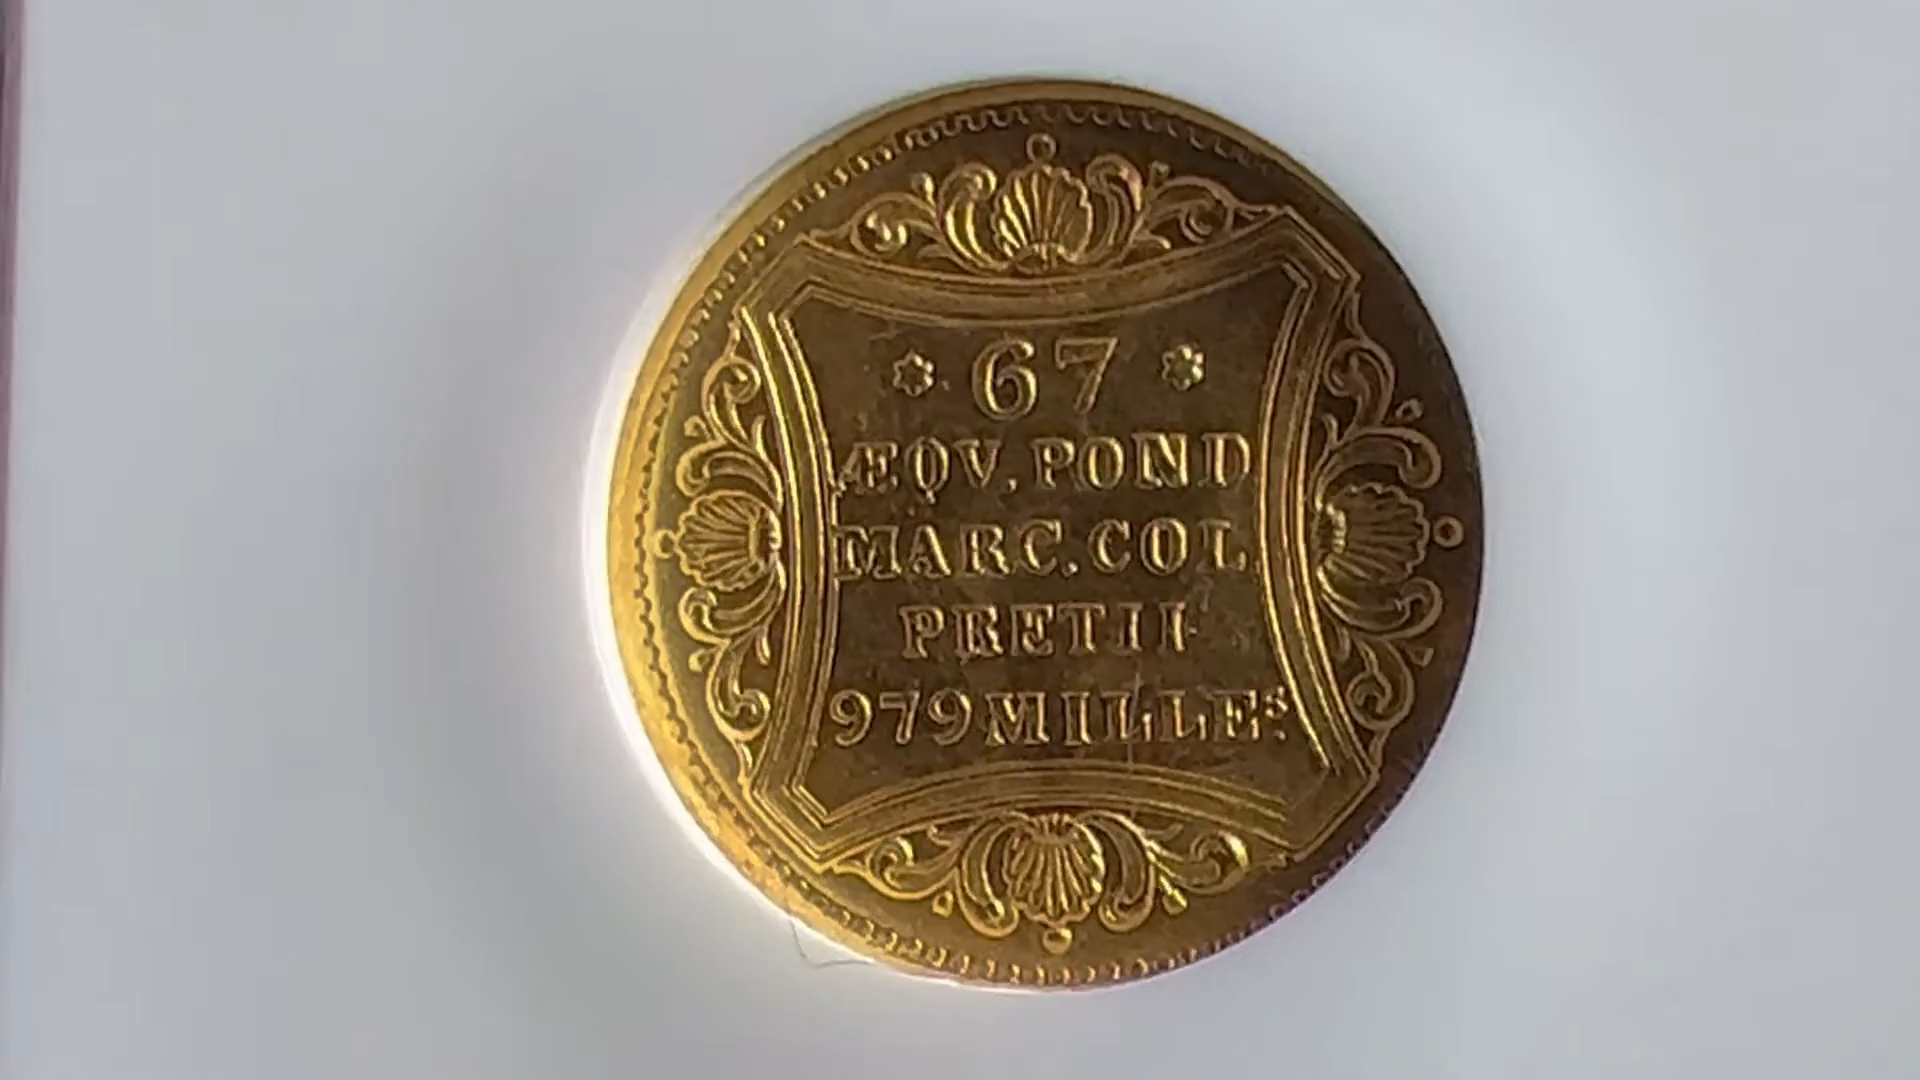 * 67 *
ÆQV. POND
MARC. COL.
PRETII
979 MILLES.